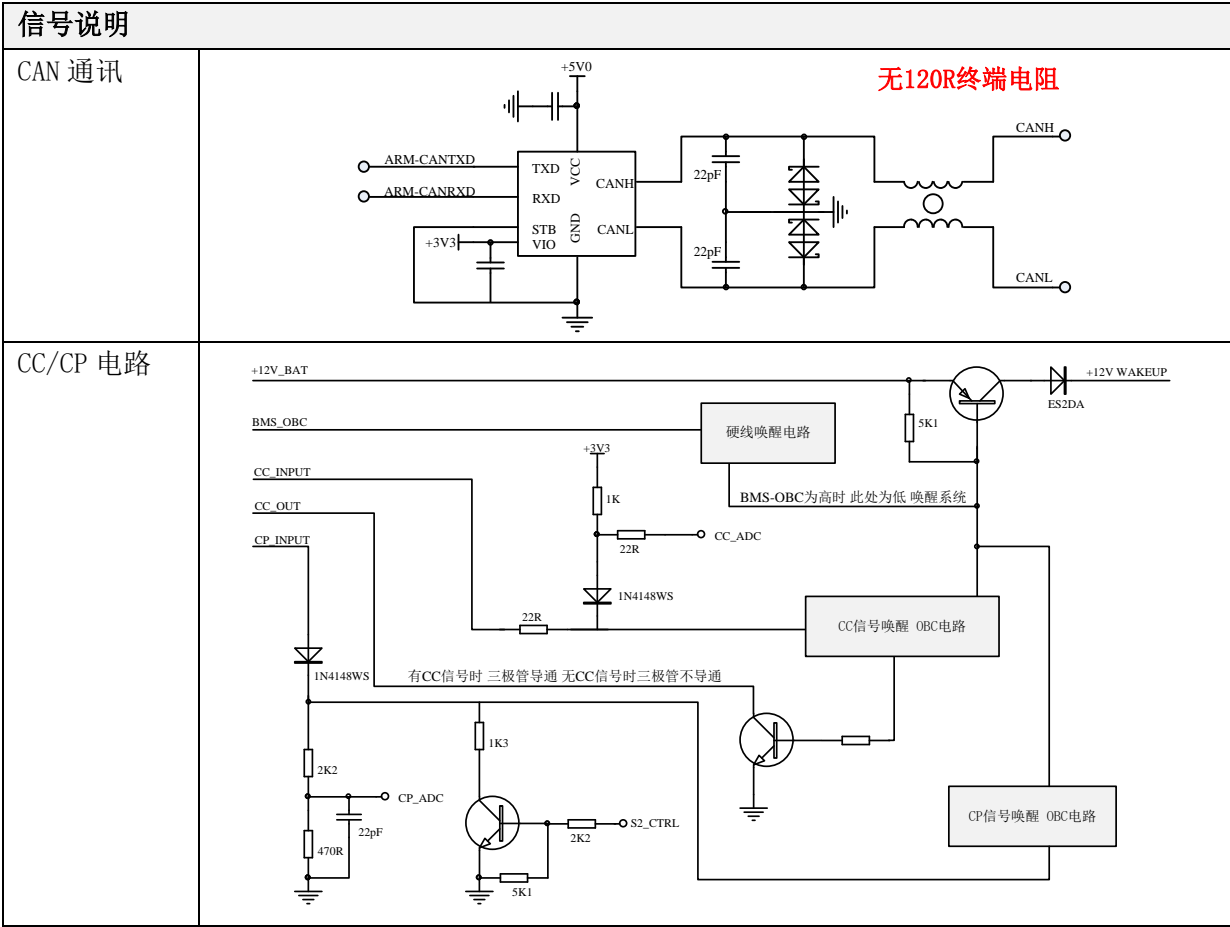 信号说明
CAN 通讯
+5V0
无120R终端电阻
CANH
ARM-CANTXD
TXD
VCC
22pF
CANH
ARM-CANRXD
RXD
STB
GND
CANL
+3V3
VIO
22pF
CANL
CC/CP 电路
+12V_BAT
+12V WAKEUP
ES2DA
BMS_OBC
硬线唤醒电路
5K1
+3V3
CC_INPUT
1K
BMS-OBC为高时 此处为低 唤醒系统
CC_OUT
CP_INPUT
CC_ADC
22R
1N4148WS
22R
CC信号唤醒 OBC电路
1N4148WS
有CC信号时 三极管导通 无CC信号时三极管不导通
1K3
2K2
CP_ADC
22pF
S2_CTRL
2K2
CP信号唤醒 OBC电路
470R
5K1